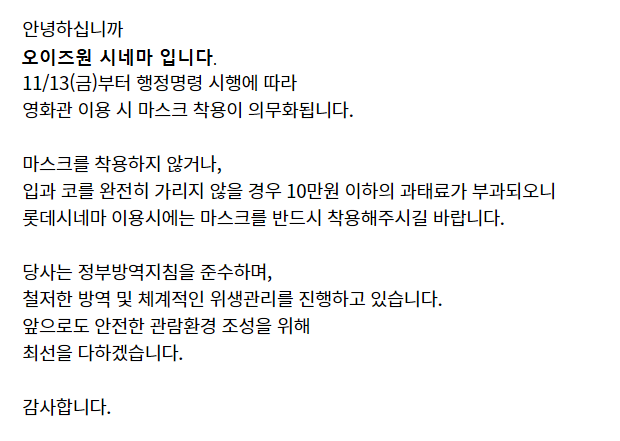 안녕하십니까
오이즈원 시네마 입니다.
11/13(금)부터 행정명령 시행에 따라
영화관 이용 시 마스크 착용이 의무화됩니다.
마스크를 착용하지 않거나,
입과 코를 완전히 가리지 않을 경우 10만원 이하의 과태료가 부과되오니
롯데시네마 이용시에는 마스크를 반드시 착용해주시길 바랍니다.
당사는 정부방역지침을 준수하며,
철저한 방역 및 체계적인 위생관리를 진행하고 있습니다.
앞으로도 안전한 관람환경 조성을 위해
최선을 다하겠습니다.
감사합니다.